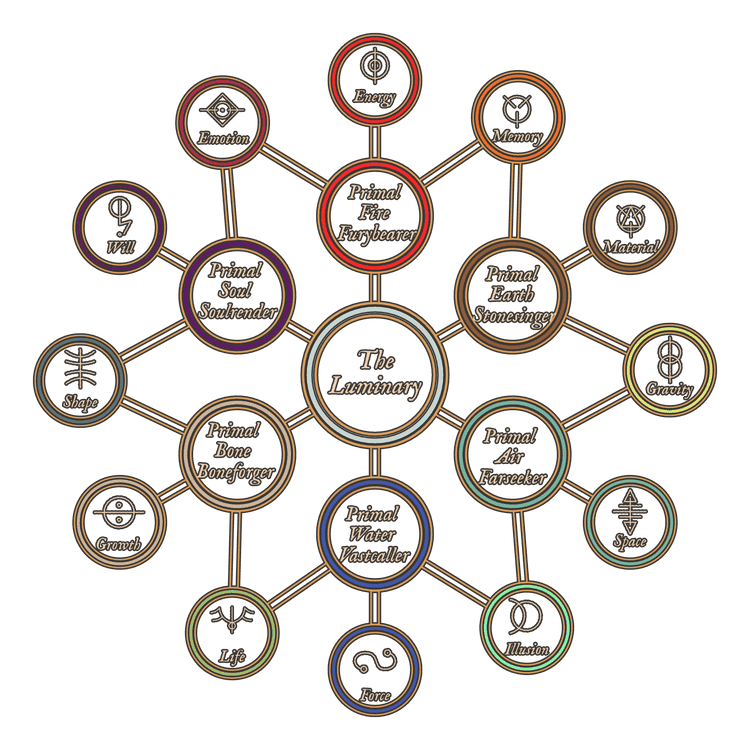 Energy
Emotion
Memory
Primal
Fire
Furybearer
Will
Material
Primal
Soul
Soulrender
Primal
Earth
Stonesinger
The
Luminary
Shape
Gravity
Primal
Bone
Boneforger
Primal
Air
Farseeker
Growth
Space
Primal
Water
Vastcaller
Life
Illusion
Force